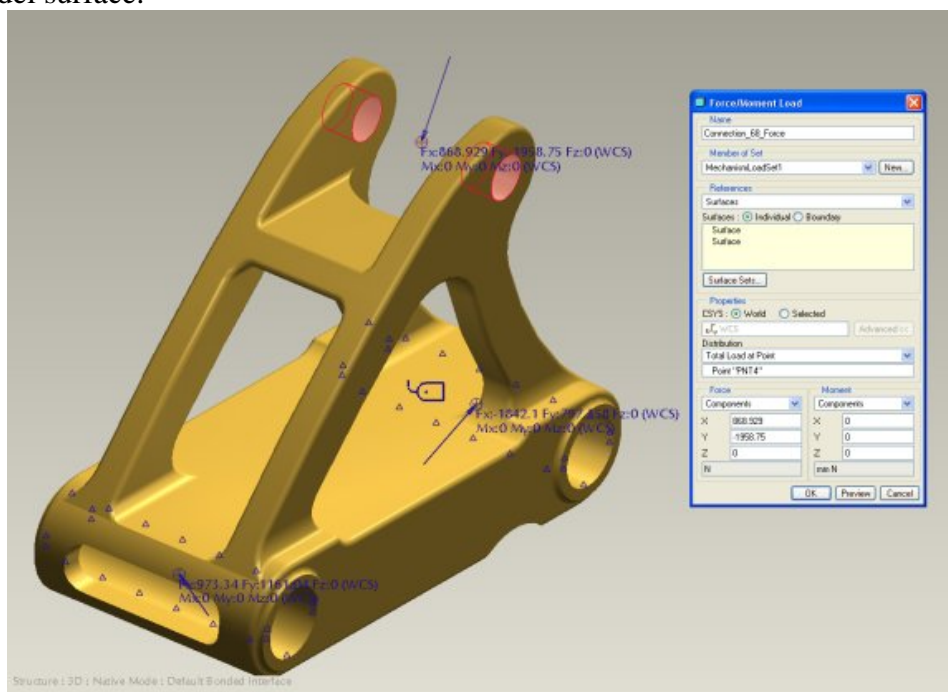 der surface.
Fx:868.929 Fy:-1958.75 Fz:0 (WCS)
Mx:0 My:0 Mz:0 (WCS)
Fx:-1842.1 Fz:0 (WCS)
Mx:0 My:0 Mz:0 (WCS)
Fx:973.34 Fz:0 (WCS)
Mx:0 My:0 Mz:0
Structure : 3D : Native Mode : Default Bonded Interface
Force/Moment Load
Name
Connection_68_Force
Member of Set
MechanismLoadSet1
New...
References
Surfaces
Surfaces : Individual Boundary
Surface
Surface
Surface Sets...
Properties
CSYS : World Selected
WCS Advanced <<
Distribution
Total Load at Point
Point "PNT4"
Force Moment
Components Components
X 868.929 X 0
Y -1958.75 Y 0
Z 0 Z 0
N mm N
OK Preview Cancel